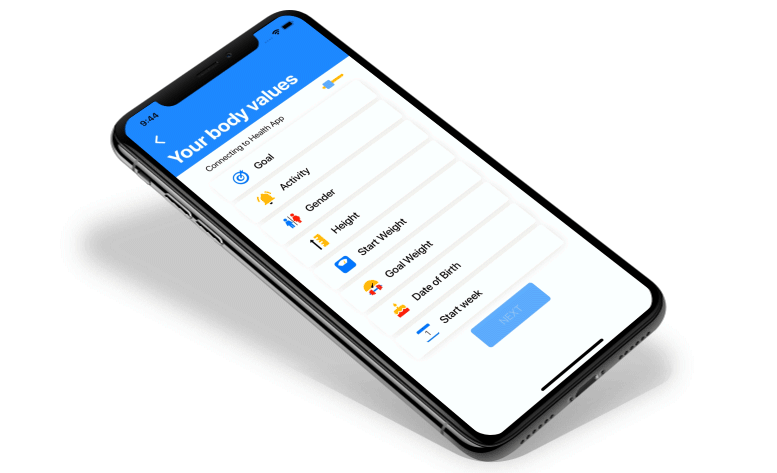 9:44
Your body values
Connecting to Health App
Goal
Activity
Gender
Height
Start Weight
Goal Weight
Date of Birth
1
Start week
NEXT